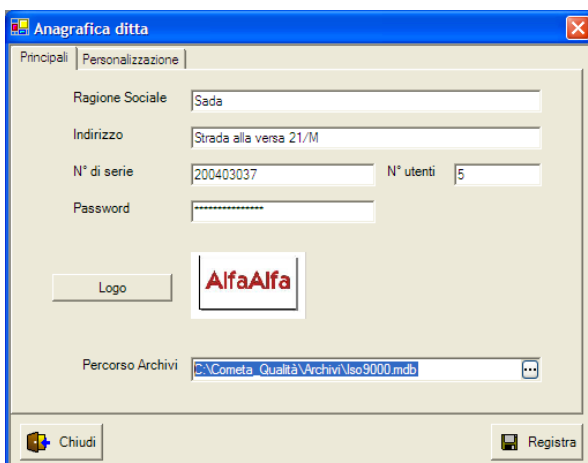 Anagrafica ditta
Principali Personalizzazione
Ragione Sociale Sada
Indirizzo Strada alla versa 21/M
N° di serie 200403037 N° utenti 5
Password ***************
Logo AlfaAlfa
Percorso Archivi C:\Cometa_Qualità\Archivi\Iso9000.mdb ...
Chiudi Registra